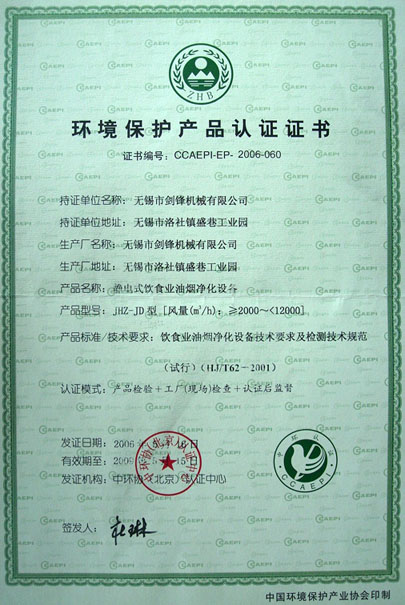 ZHB
环境保护产品认证证书
证书编号：CCAEPI-EP- 2006-060
持证单位名称：无锡市剑锋机械有限公司
持证单位地址：无锡市洛社镇盛巷工业园
生产厂名称：无锡市剑锋机械有限公司
生产厂地址：无锡市洛社镇盛巷工业园
产品名称：静电式饮食业油烟净化设备
产品型号：JHZ-JD型 [风量(m³/h)：≥2000~<12000]
产品标准/技术要求：饮食业油烟净化设备技术要求及检测技术规范
（试行）（HJ/T62-2001）
认证模式：产品检验＋工厂(现场)检查＋认证后监督
发证日期：2006年
有效期至：
发证机构：中环协（北京）认证中心
CCAEPI
签发人：
中国环境保护产业协会印制